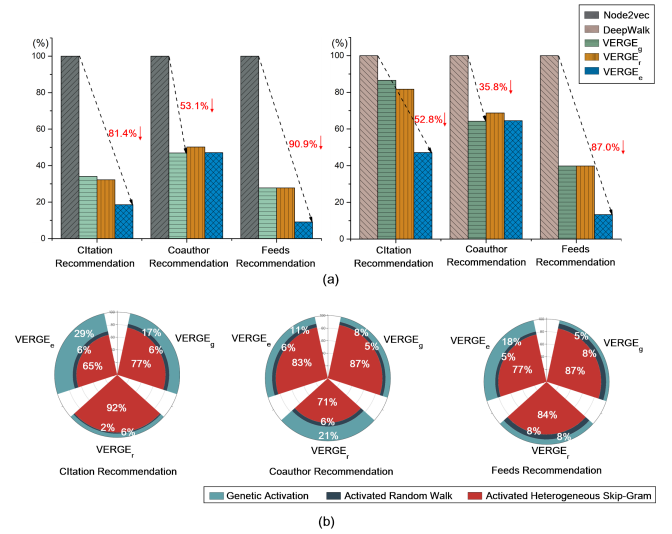 Node2vec
DeepWalk
VERGEg
VERGEr
VERGEe
(%)
100
80
60
40
20
0
81.4%↓
53.1%↓
90.9%↓
CItation
Recommendation
Coauthor
Recommendation
Feeds
Recommendation
(%)
100
80
60
40
20
0
52.8%↓
35.8%↓
87.0%↓
CItation
Recommendation
Coauthor
Recommendation
Feeds
Recommendation
(a)
VERGEe
29%
6%
65%
17%
6%
77%
VERGEg
92%
2%
6%
VERGEr
CItation Recommendation
VERGEe
11%
6%
83%
8%
5%
87%
VERGEg
71%
6%
21%
VERGEr
Coauthor Recommendation
VERGEe
18%
5%
77%
5%
8%
87%
VERGEg
84%
8%
8%
VERGEr
Feeds Recommendation
Genetic Activation
Activated Random Walk
Activated Heterogeneous Skip-Gram
(b)